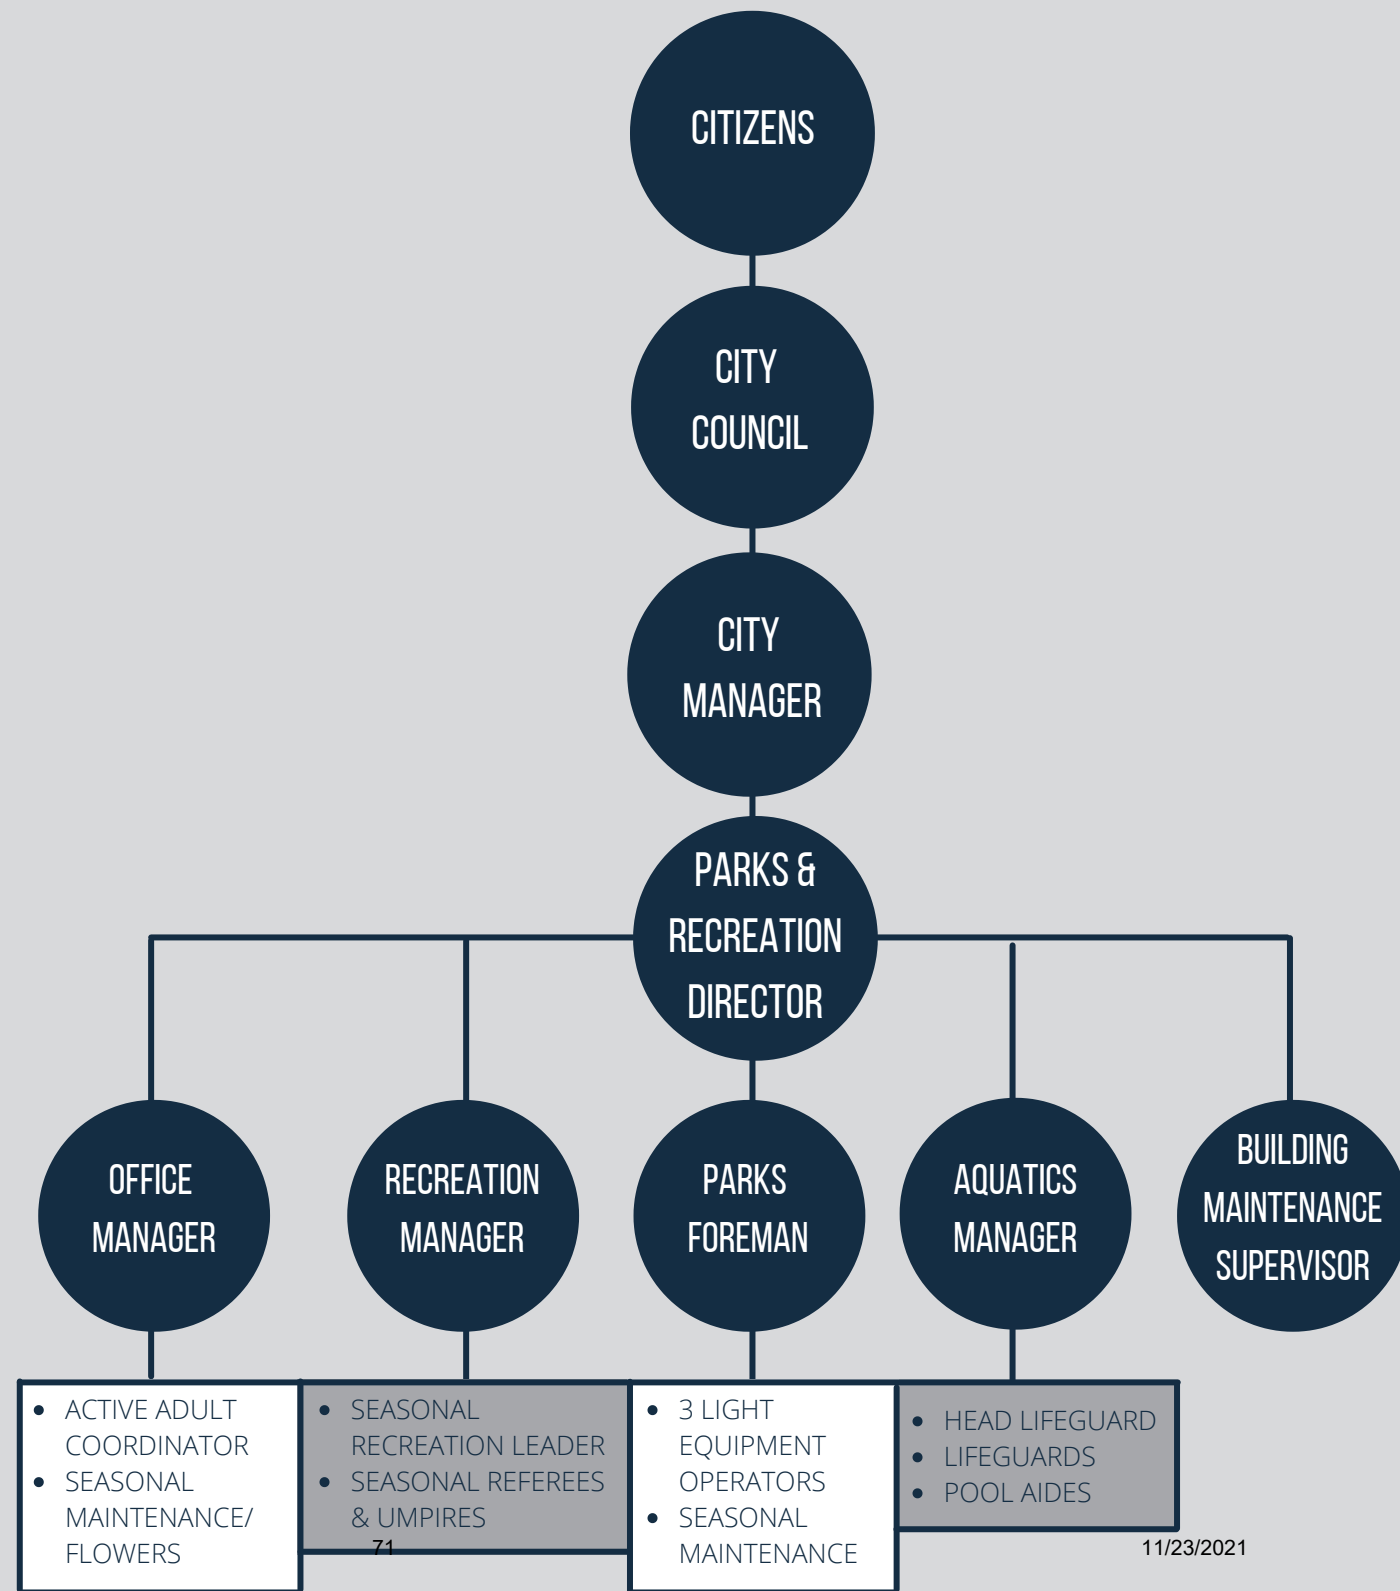 CITIZENS
CITY
COUNCIL
CITY
MANAGER
PARKS &
RECREATION
DIRECTOR
OFFICE
MANAGER
RECREATION
MANAGER
PARKS
FOREMAN
AQUATICS
MANAGER
BUILDING
MAINTENANCE
SUPERVISOR
• ACTIVE ADULT
COORDINATOR
• SEASONAL
MAINTENANCE/
FLOWERS
• SEASONAL
RECREATION LEADER
• SEASONAL REFEREES
& UMPIRES
• 3 LIGHT
EQUIPMENT
OPERATORS
• SEASONAL
MAINTENANCE
• HEAD LIFEGUARD
• LIFEGUARDS
• POOL AIDES
71
11/23/2021